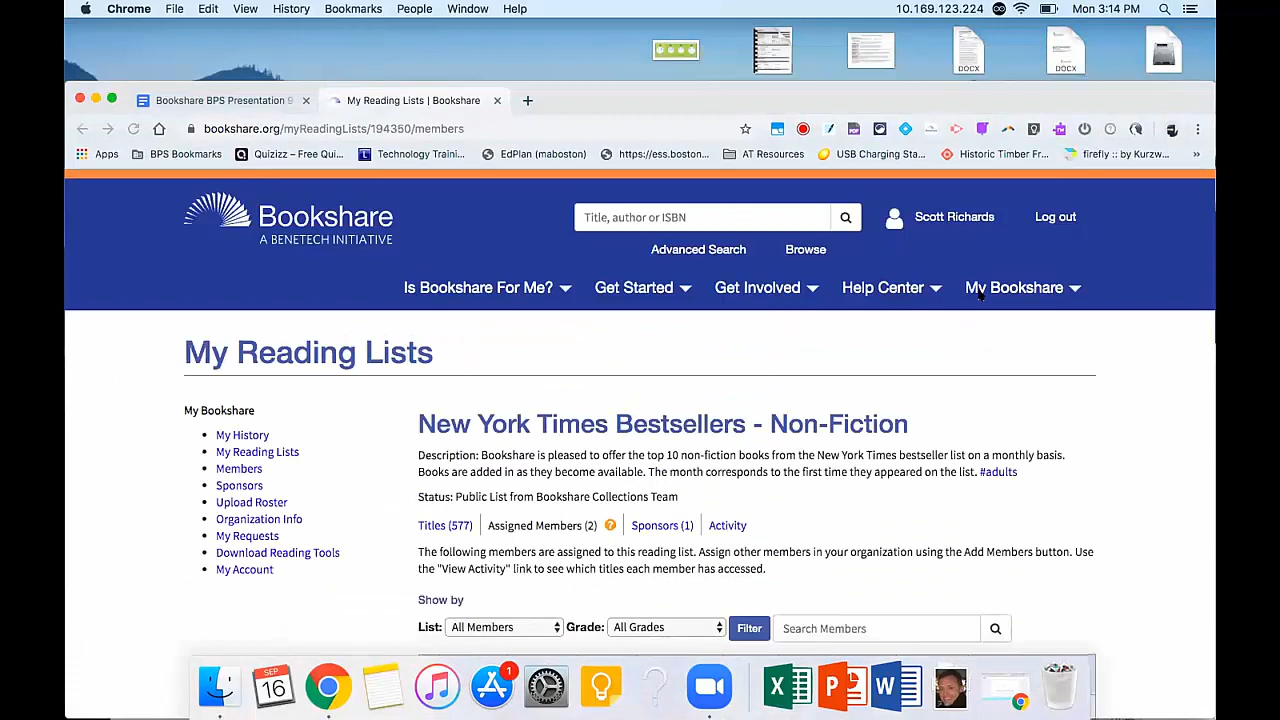 Chrome File Edit View History Bookmarks People Window Help 10.169.123.224 Mon 3:14 PM
DOCX DOCX
Bookshare BPS Presentation 9 My Reading Lists | Bookshare
bookshare.org/myReadingLists/194350/members
Apps BPS Bookmarks Quizizz – Free Qui... Technology Traini... EdPlan (maboston) https://ess.boston... AT Resources USB Charging Sta... Historic Timber Fr... firefly :: by Kurzw... »
Bookshare
A BENETECH INITIATIVE
Title, author or ISBN
Scott Richards Log out
Advanced Search Browse
Is Bookshare For Me? Get Started Get Involved Help Center My Bookshare
My Reading Lists
My Bookshare
• My History
• My Reading Lists
• Members
• Sponsors
• Upload Roster
• Organization Info
• My Requests
• Download Reading Tools
• My Account
New York Times Bestsellers - Non-Fiction
Description: Bookshare is pleased to offer the top 10 non-fiction books from the New York Times bestseller list on a monthly basis.
Books are added in as they become available. The month corresponds to the first time they appeared on the list. #adults
Status: Public List from Bookshare Collections Team
Titles (577) Assigned Members (2) ? Sponsors (1) Activity
The following members are assigned to this reading list. Assign other members in your organization using the Add Members button. Use
the "View Activity" link to see which titles each member has accessed.
Show by
List: All Members Grade: All Grades Filter Search Members
SEP
16
1